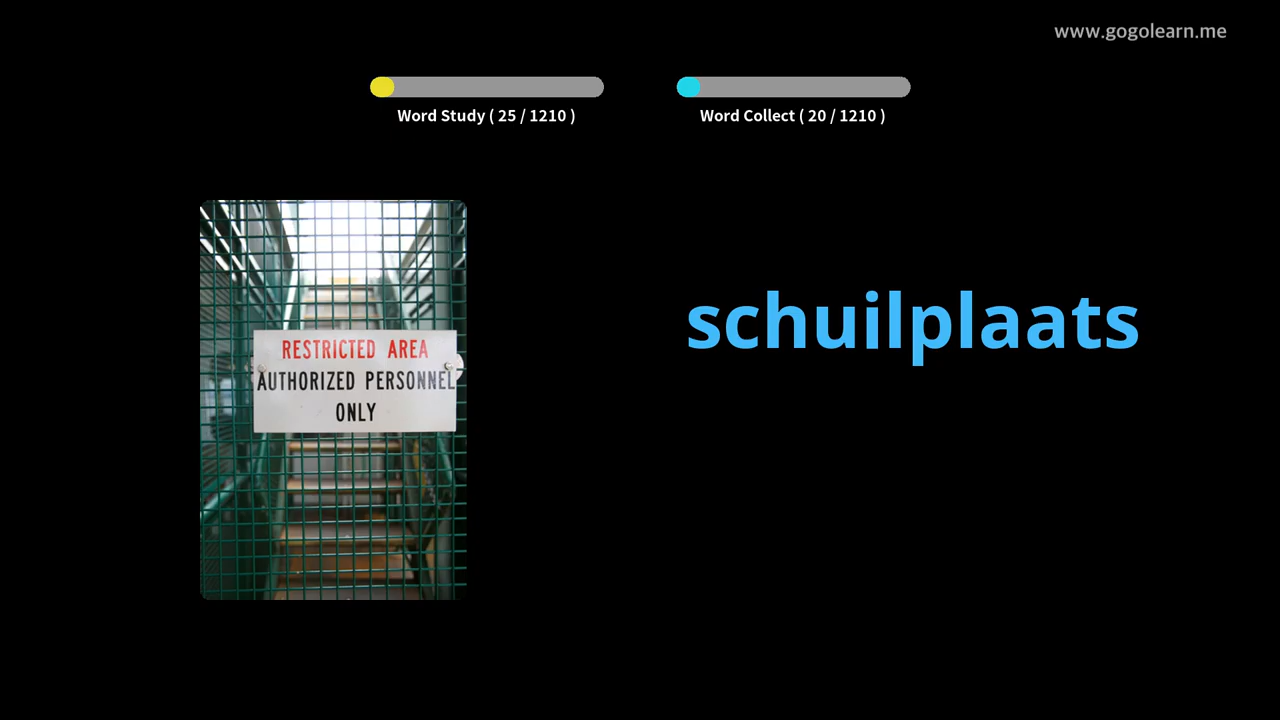 www.gogolearn.me
Word Study ( 25 / 1210 )
Word Collect ( 20 / 1210 )
RESTRICTED AREA
AUTHORIZED PERSONNEL
ONLY
schuilplaats